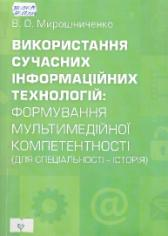 В. О. Мирошниченко
ВИКОРИСТАННЯ
СУЧАСНИХ
ІНФОРМАЦІЙНИХ
ТЕХНОЛОГІЙ:
ФОРМУВАННЯ
МУЛЬТИМЕДІЙНОЇ
КОМПЕТЕНТНОСТІ
(ДЛЯ СПЕЦІАЛЬНОСТІ - ІСТОРІЯ)